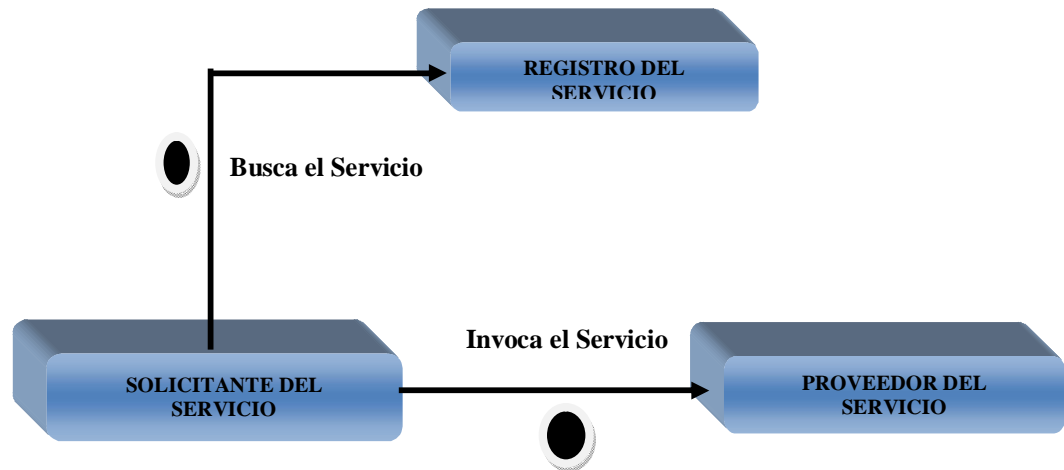 REGISTRO DEL
SERVICIO
Busca el Servicio
Invoca el Servicio
SOLICITANTE DEL
SERVICIO
PROVEEDOR DEL
SERVICIO